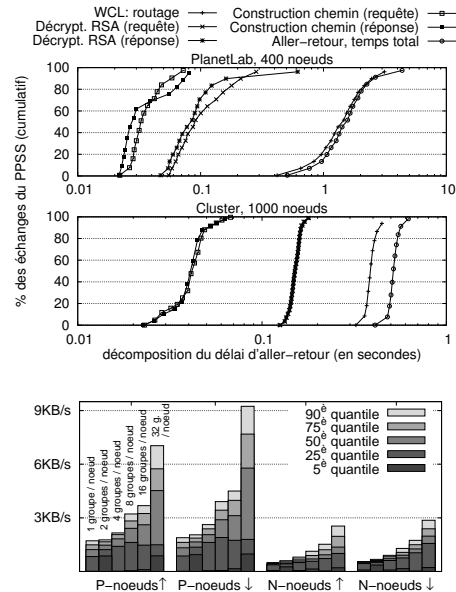 WCL: routage
Construction chemin (requête)
Décrypt. RSA (requête)
Construction chemin (réponse)
Décrypt. RSA (réponse)
Aller-retour, temps total
PlanetLab, 400 noeuds
100
80
60
40
20
0
0.01 0.1 1 10
% des échanges du PPSS (cumulatif)
Cluster, 1000 noeuds
100
80
60
40
20
0
0.01 0.1 1
décomposition du délai d'aller-retour (en secondes)
9KB/s
6KB/s
3KB/s
1 groupe / noeud
2 groupes / noeud
4 groupes / noeud
8 groupes / noeud
16 groupes / noeud
32 g. / noeud
90è quantile
75è quantile
50è quantile
25è quantile
5è quantile
P-noeuds↑ P-noeuds ↓ N-noeuds ↑ N-noeuds ↓